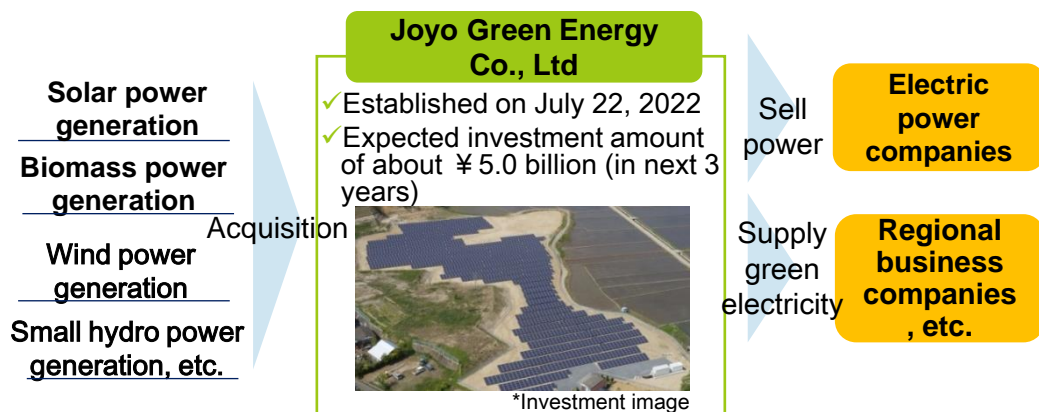 Joyo Green Energy
Co., Ltd
Solar power
generation
Biomass power
generation
Wind power
generation
Small hydro power
generation, etc.
Acquisition
✓Established on July 22, 2022
✓Expected investment amount
of about ¥5.0 billion (in next 3
years)
*Investment image
Sell
power
Electric
power
companies
Supply
green
electricity
Regional
business
companies
, etc.